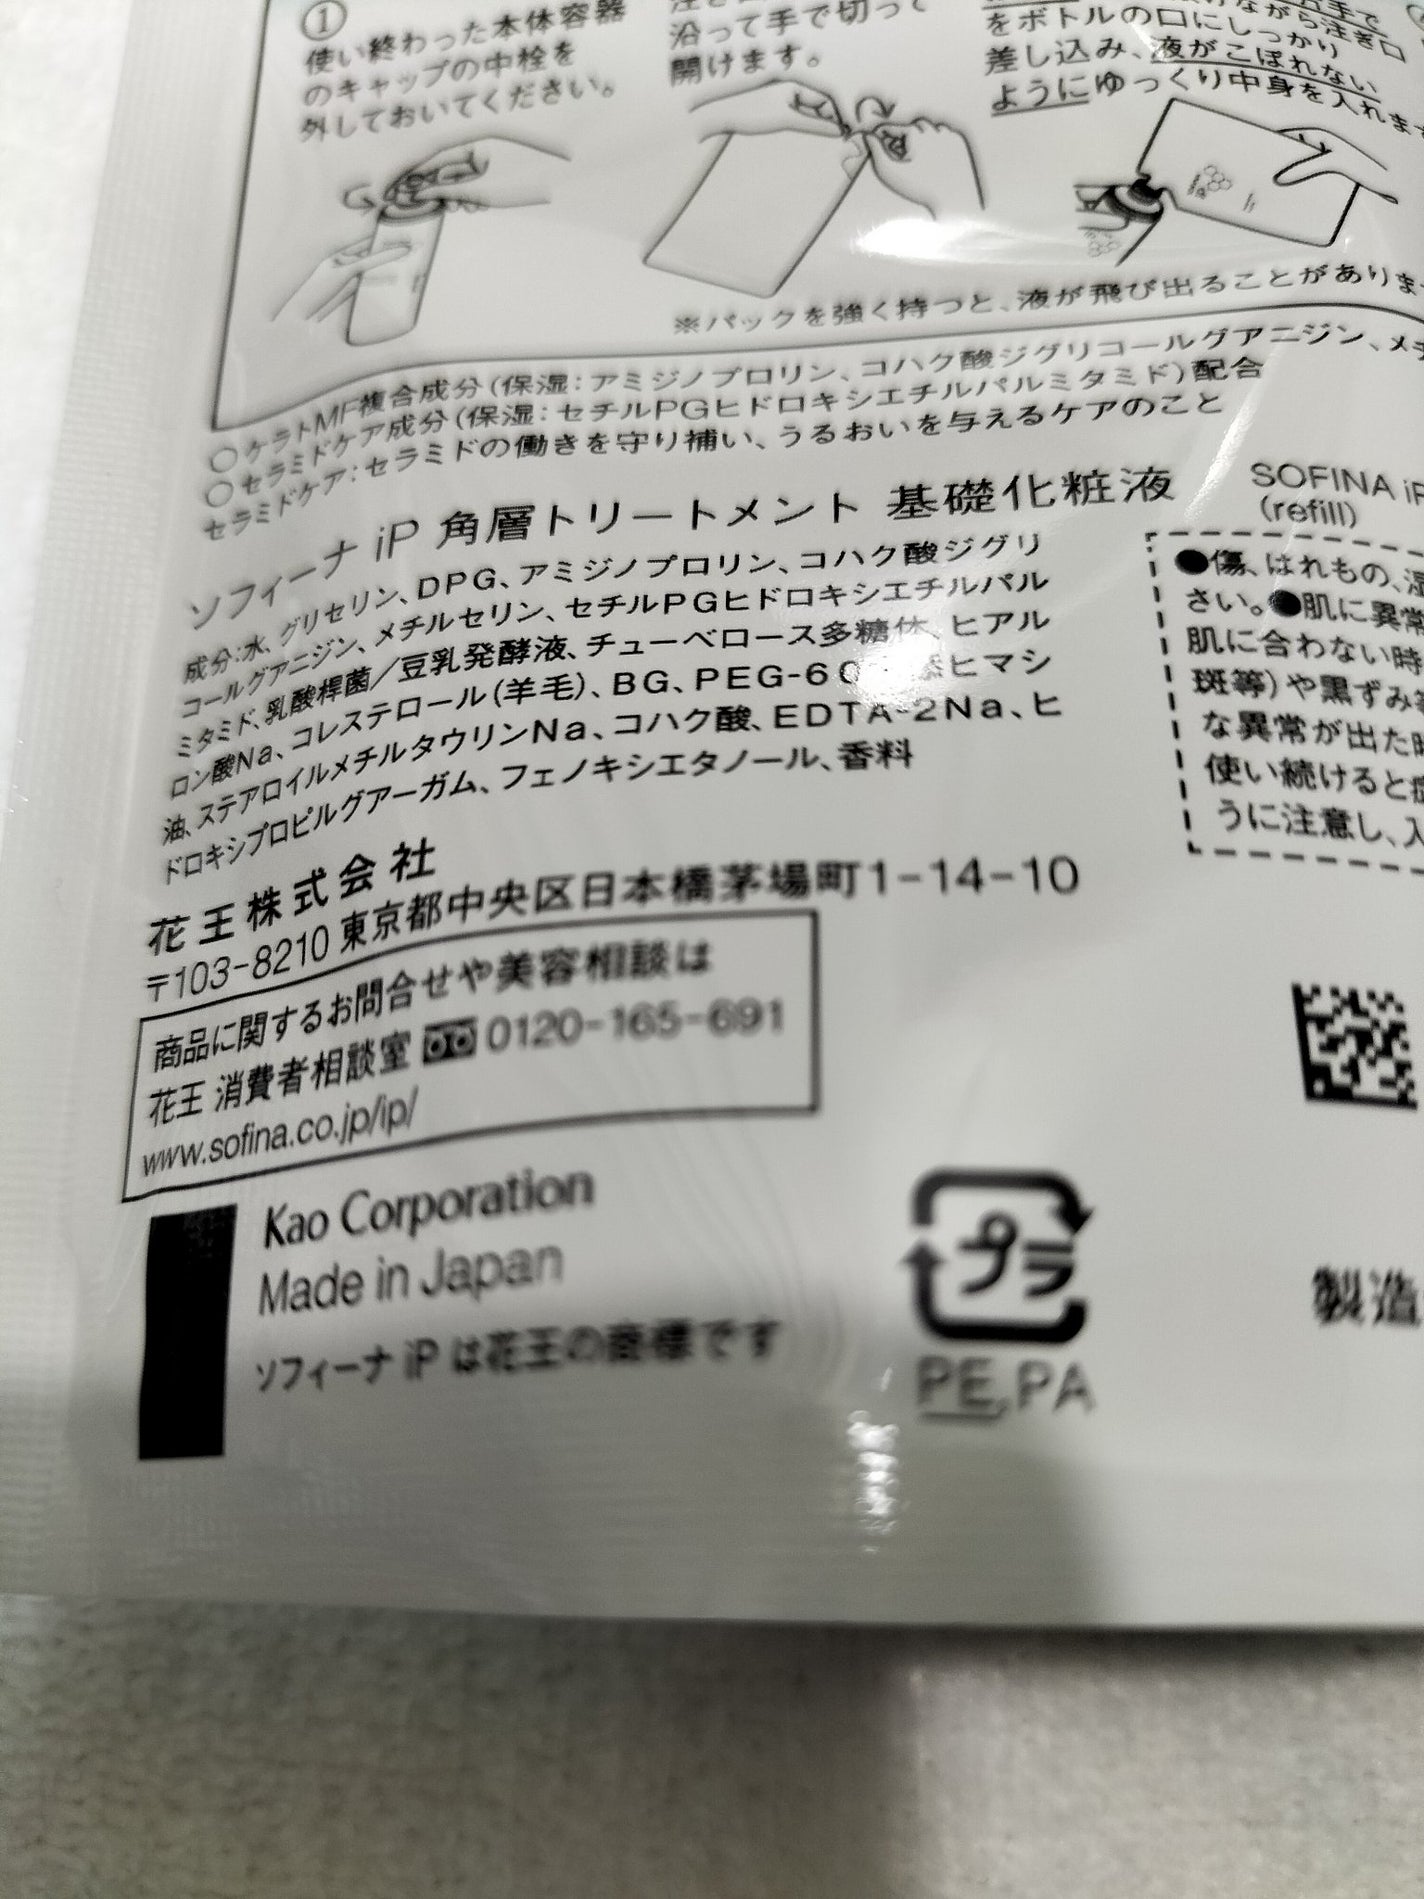 ①
使い終わった本体容器
のキャップの中栓を
外しておいてください。
沿って手で切って
開けます。
をボトルの口にしっかり
差し込み、液がこぼれない
ようにゆっくり中身を入れま
※パックを強く持つと、液が飛び出ることがありま
○ケラトMF複合成分(保湿:アミジノプロリン、コハク酸ジグリコールグアニジン、メチ
○セラミドケア成分(保湿:セチルPGヒドロキシエチルパルミタミド)配合
セラミドケア:セラミドの働きを守り補い、うるおいを与えるケアのこと
ソフィーナ iP 角層トリートメント 基礎化粧液
成分:水、グリセリン、DPG、アミジノプロリン、コハク酸ジグリ
コールグアニジン、メチルセリン、セチルPGヒドロキシエチルパル
ミタミド、乳酸桿菌/豆乳発酵液、チューベロース多糖体、ヒアル
ロン酸Na、コレステロール(羊毛)、BG、PEG-60 添ヒマシ
油、ステアロイルメチルタウリンNa、コハク酸、EDTA-2Na、ヒ
ドロキシプロピルグアーガム、フェノキシエタノール、香料
SOFINA iP
(refill)
●傷、はれもの、湿
さい。●肌に異常
肌に合わない時
斑等)や黒ずみ
な異常が出た時
使い続けると
うに注意し、入
花王株式会社
〒103-8210 東京都中央区日本橋茅場町1-14-10
商品に関するお問合せや美容相談は
花王 消費者相談室 0120-165-691
www.sofina.co.jp/ip/
Kao Corporation
Made in Japan
ソフィーナ iP は花王の商標です
プラ
PE,PA
製造